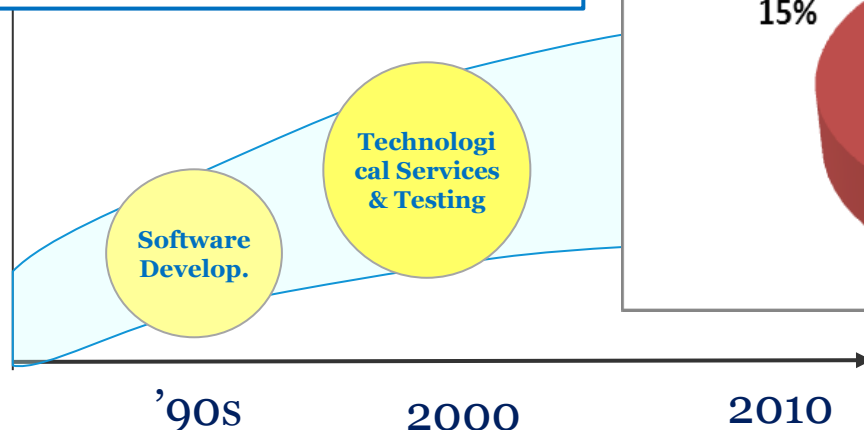 15%
Technologi
cal Services
& Testing
Software
Develop.
’90s
2000
2010